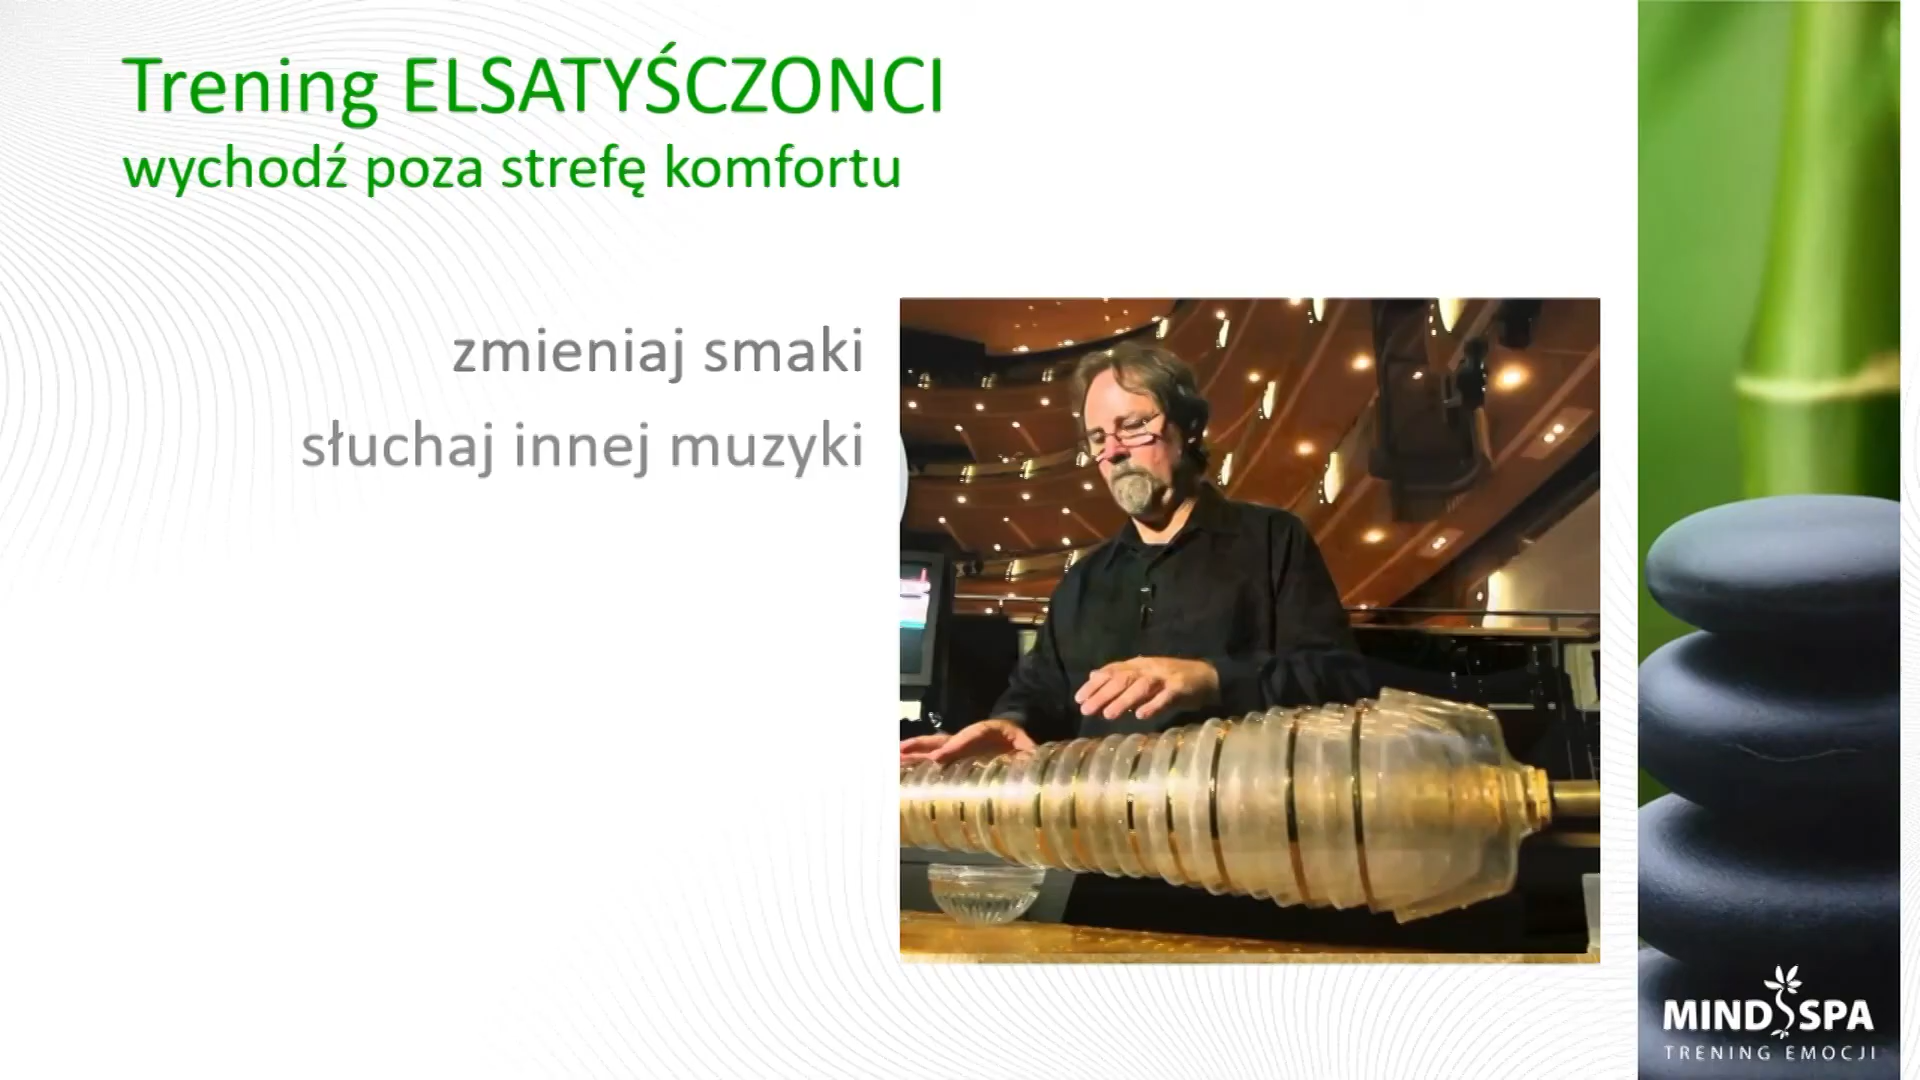 Trening ELSATYŚCZONCI
wychodź poza strefę komfortu
zmieniaj smaki
słuchaj innej muzyki
MIND SPA
TRENING EMOCJI